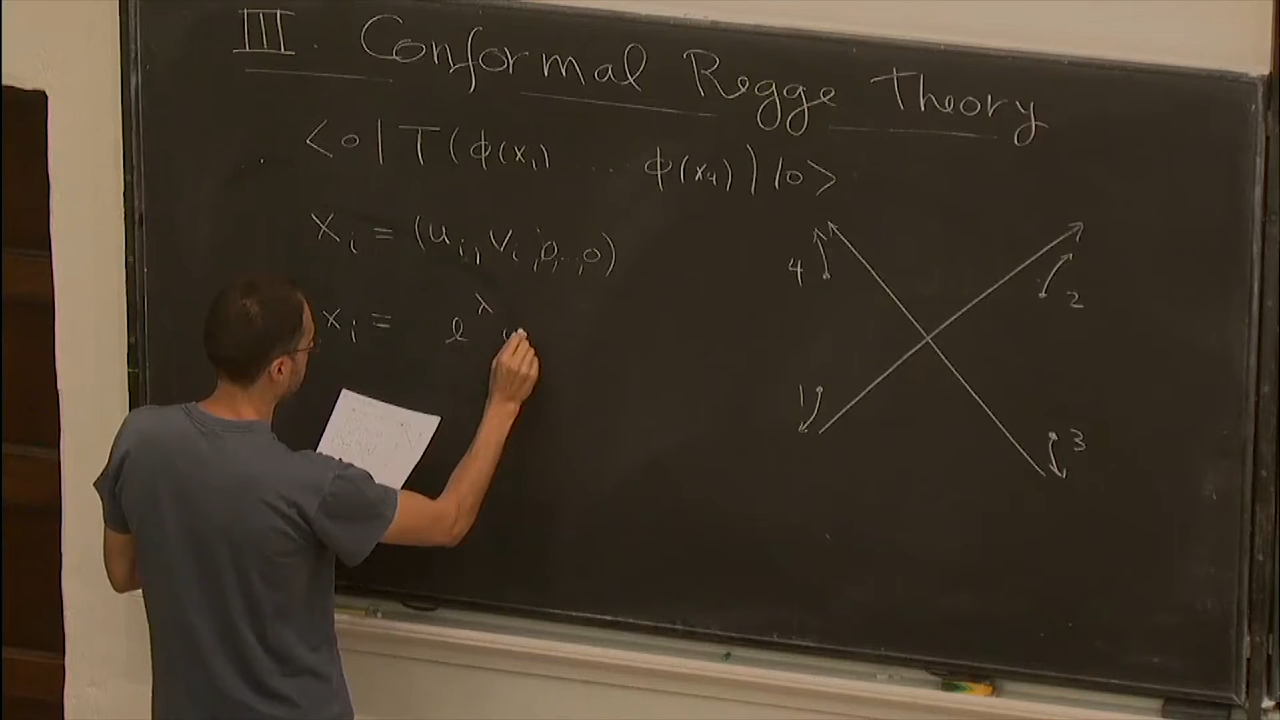 III. Conformal Regge Theory
<0|T(ϕ(x₁) ... ϕ(x₄))|0>
xᵢ = (uᵢ, vᵢ, 0, .., 0)
xᵢ = e^λ
4
2
1
3